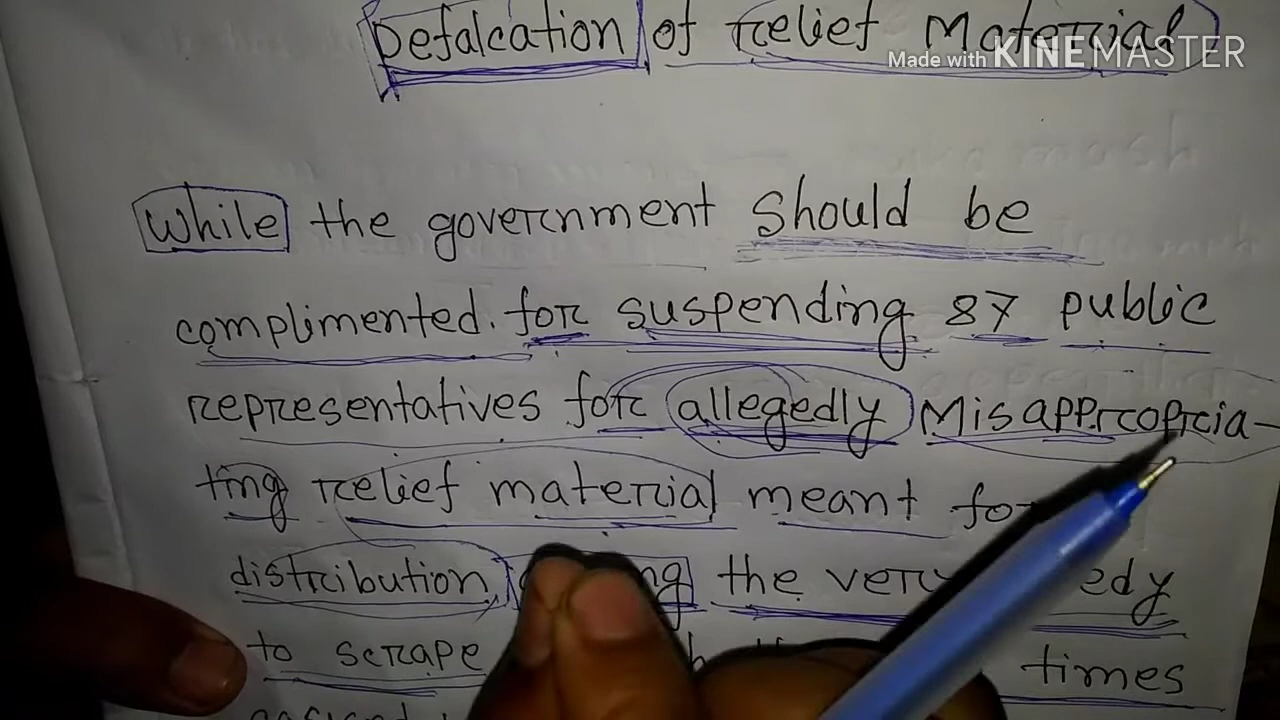 Defalcation of relief Material
Made with KINEMASTER
While the government should be
complimented. for suspending 87 public
representatives for allegedly Misappropria-
ting relief material meant
distribution the very
to scrape times